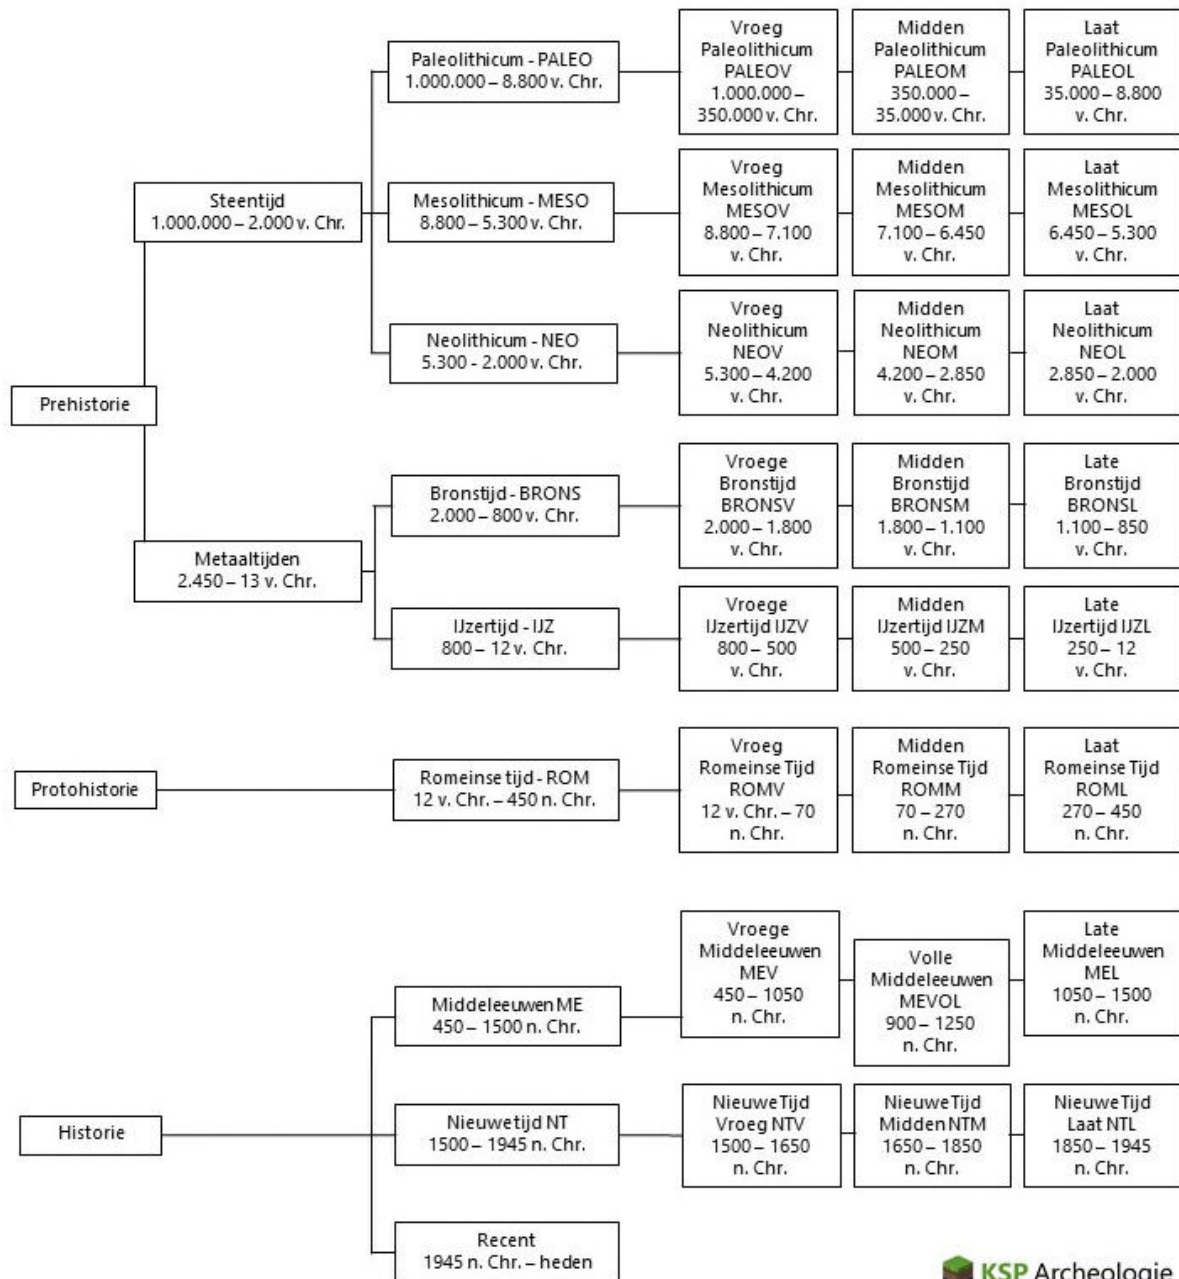 Prehistorie
Steentijd
1.000.000 – 2.000 v. Chr.
Paleolithicum - PALEO
1.000.000 – 8.800 v. Chr.
Vroeg
Paleolithicum
PALEOV
1.000.000 –
350.000 v. Chr.
Midden
Paleolithicum
PALEOM
350.000 –
35.000 v. Chr.
Laat
Paleolithicum
PALEOL
35.000 – 8.800
v. Chr.
Mesolithicum - MESO
8.800 – 5.300 v. Chr.
Vroeg
Mesolithicum
MESOV
8.800 – 7.100
v. Chr.
Midden
Mesolithicum
MESOM
7.100 – 6.450
v. Chr.
Laat
Mesolithicum
MESOL
6.450 – 5.300
v. Chr.
Neolithicum - NEO
5.300 - 2.000 v. Chr.
Vroeg
Neolithicum
NEOV
5.300 – 4.200
v. Chr.
Midden
Neolithicum
NEOM
4.200 – 2.850
v. Chr.
Laat
Neolithicum
NEOL
2.850 – 2.000
v. Chr.
Metaaltijden
2.450 – 13 v. Chr.
Bronstijd - BRONS
2.000 – 800 v. Chr.
Vroege
Bronstijd
BRONSV
2.000 – 1.800
v. Chr.
Midden
Bronstijd
BRONSM
1.800 – 1.100
v. Chr.
Late
Bronstijd
BRONSL
1.100 – 850
v. Chr.
IJzertijd - IJZ
800 – 12 v. Chr.
Vroege
IJzertijd IJZV
800 – 500
v. Chr.
Midden
IJzertijd IJZM
500 – 250
v. Chr.
Late
IJzertijd IJZL
250 – 12
v. Chr.
Protohistorie
Romeinse tijd - ROM
12 v. Chr. – 450 n. Chr.
Vroeg
Romeinse Tijd
ROMV
12 v. Chr. – 70
n. Chr.
Midden
Romeinse Tijd
ROMM
70 – 270
n. Chr.
Laat
Romeinse Tijd
ROML
270 – 450
n. Chr.
Historie
Middeleeuwen ME
450 – 1500 n. Chr.
Vroege
Middeleeuwen
MEV
450 – 1050
n. Chr.
Volle
Middeleeuwen
MEVOL
900 – 1250
n. Chr.
Late
Middeleeuwen
MEL
1050 – 1500
n. Chr.
Nieuwe tijd NT
1500 – 1945 n. Chr.
Nieuwe Tijd
Vroeg NTV
1500 – 1650
n. Chr.
Nieuwe Tijd
Midden NTM
1650 – 1850
n. Chr.
Nieuwe Tijd
Laat NTL
1850 – 1945
n. Chr.
Recent
1945 n. Chr. – heden
KSP Archeologie